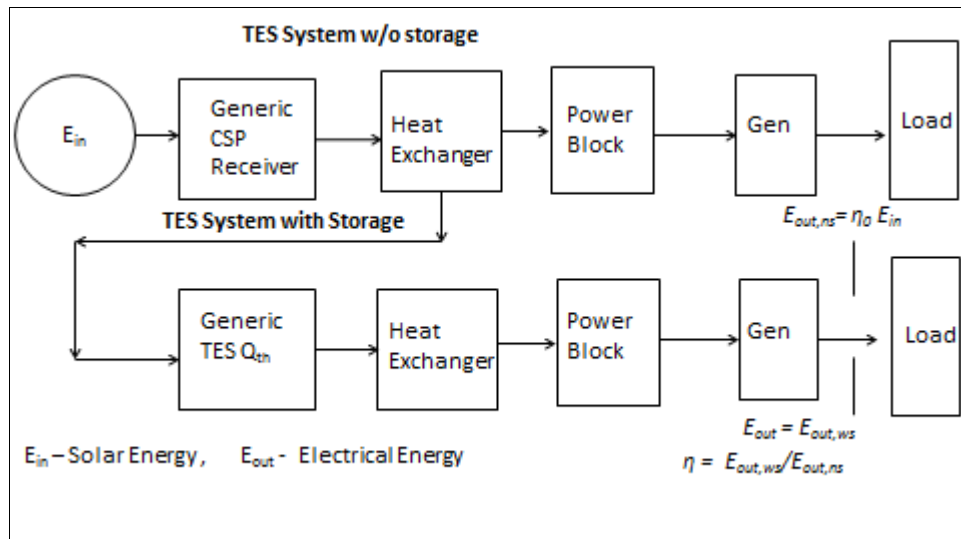 TES System w/o storage
E_in
Generic
CSP
Receiver
Heat
Exchanger
Power
Block
Gen
Load
TES System with Storage
E_out,ns = η_0 E_in
Generic
TES Q_th
Heat
Exchanger
Power
Block
Gen
Load
E_out = E_out,ws
E_in – Solar Energy , E_out - Electrical Energy
η = E_out,ws/E_out,ns